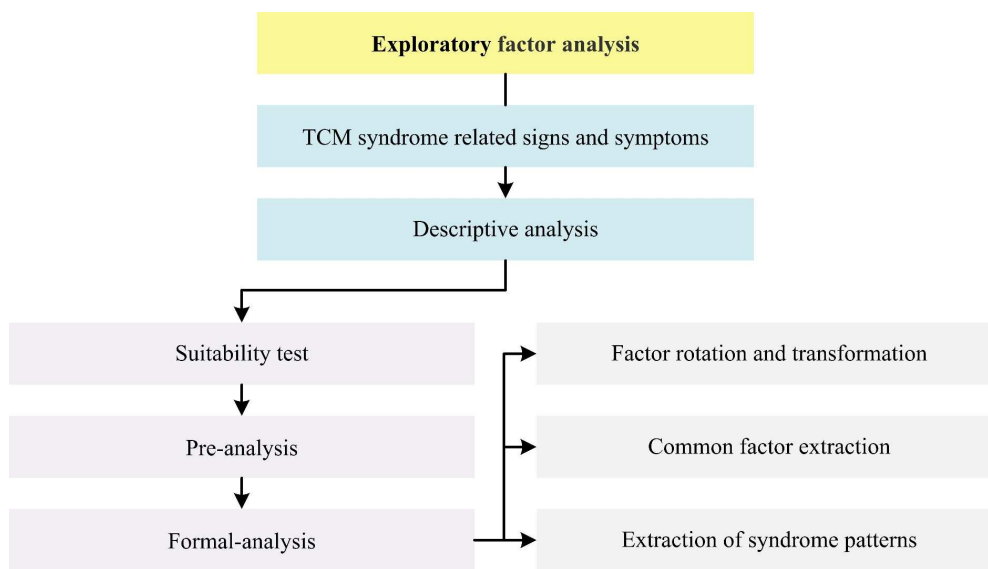 Exploratory factor analysis
TCM syndrome related signs and symptoms
Descriptive analysis
Suitability test
Pre-analysis
Formal-analysis
Factor rotation and transformation
Common factor extraction
Extraction of syndrome patterns